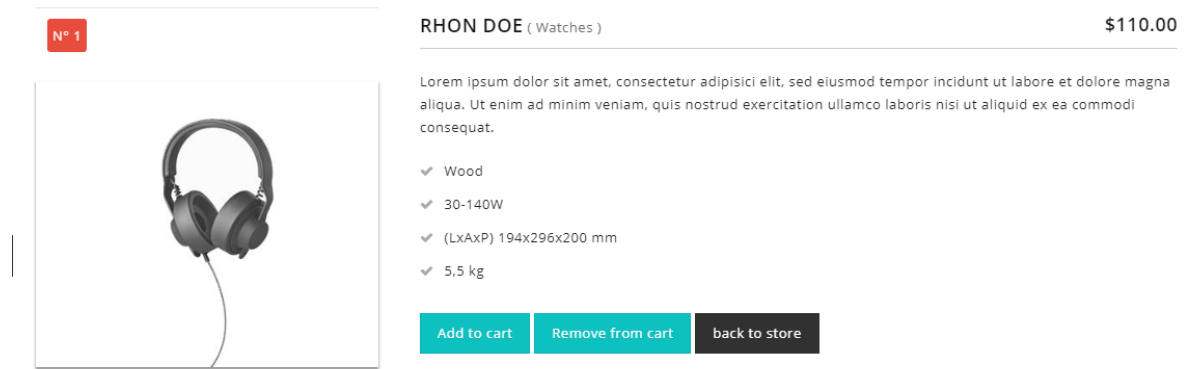 N° 1
RHON DOE ( Watches )
$110.00
Lorem ipsum dolor sit amet, consectetur adipisici elit, sed eiusmod tempor incidunt ut labore et dolore magna
aliqua. Ut enim ad minim veniam, quis nostrud exercitation ullamco laboris nisi ut aliquid ex ea commodi
consequat.
Wood
30-140W
(LxAxP) 194x296x200 mm
5,5 kg
Add to cart
Remove from cart
back to store